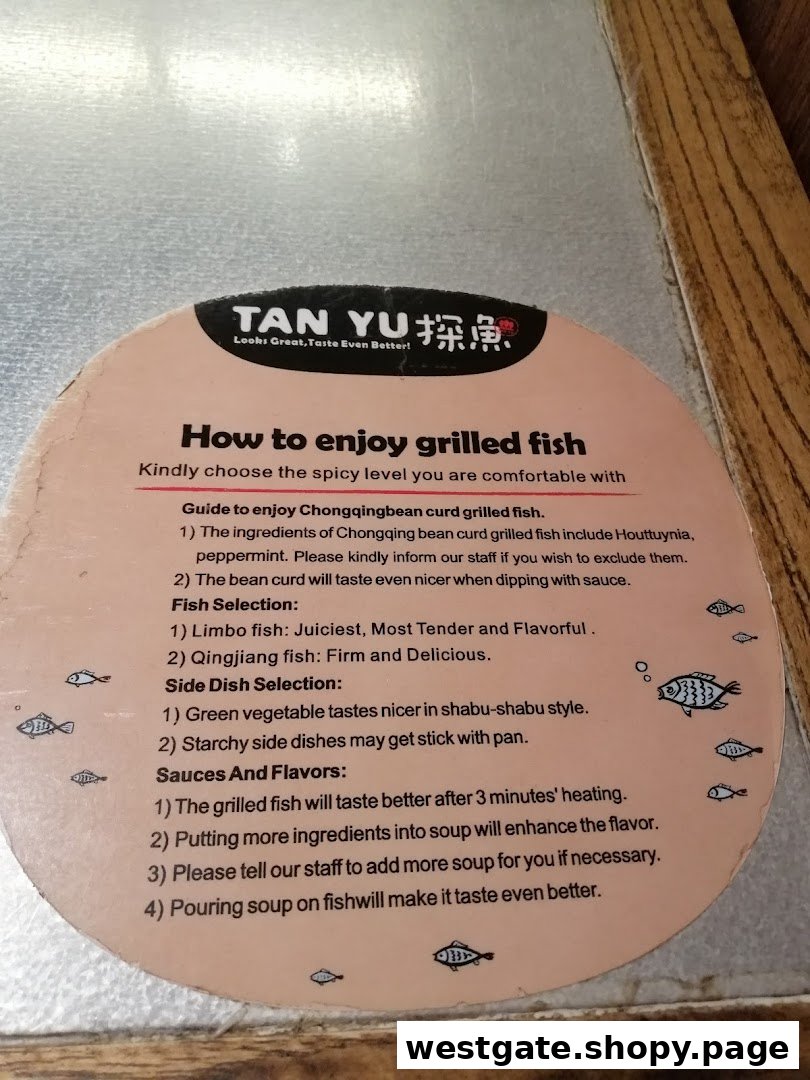 TAN YU 探魚
Looks Great,Taste Even Better!
How to enjoy grilled fish
Kindly choose the spicy level you are comfortable with
Guide to enjoy Chongqingbean curd grilled fish.
1) The ingredients of Chongqing bean curd grilled fish include Houttuynia,
peppermint. Please kindly inform our staff if you wish to exclude them.
2) The bean curd will taste even nicer when dipping with sauce.
Fish Selection:
1) Limbo fish: Juiciest, Most Tender and Flavorful .
2) Qingjiang fish: Firm and Delicious.
Side Dish Selection:
1) Green vegetable tastes nicer in shabu-shabu style.
2) Starchy side dishes may get stick with pan.
Sauces And Flavors:
1) The grilled fish will taste better after 3 minutes' heating.
2) Putting more ingredients into soup will enhance the flavor.
3) Please tell our staff to add more soup for you if necessary.
4) Pouring soup on fishwill make it taste even better.
westgate.shopy.page